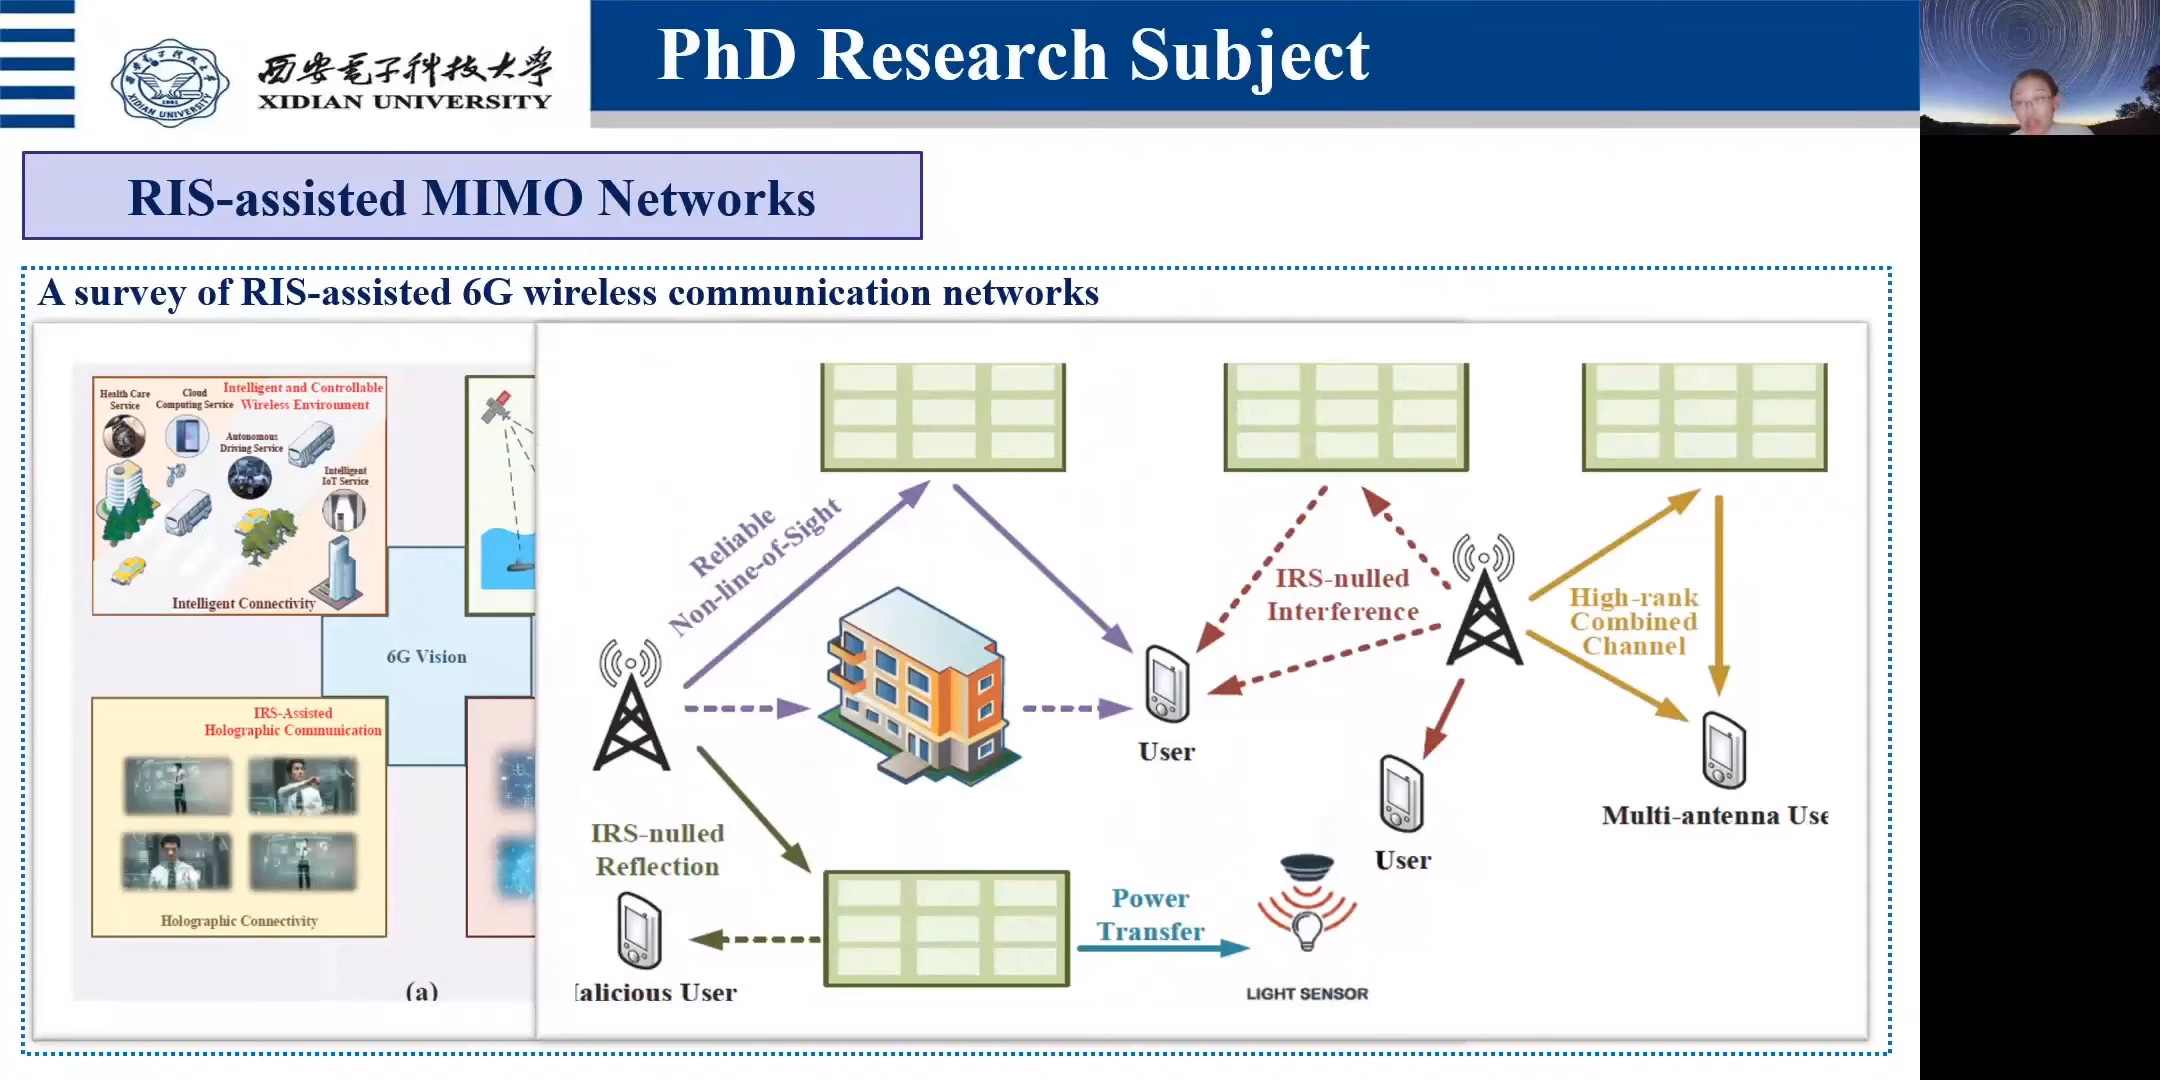 西安电子科技大学
XIDIAN UNIVERSITY
XIDIAN UNIVERSITY
PhD Research Subject
RIS-assisted MIMO Networks
A survey of RIS-assisted 6G wireless communication networks
Health Care
Service
Cloud
Computing Service
Intelligent and Controllable
Wireless Environment
Autonomous
Driving Service
Intelligent
IoT Service
Intelligent Connectivity
6G Vision
IRS-Assisted
Holographic Communication
Holographic Connectivity
(a)
Reliable
Non-line-of-Sight
IRS-nulled
Interference
High-rank
Combined
Channel
User
User
Multi-antenna Use
IRS-nulled
Reflection
Power
Transfer
alicious User
LIGHT SENSOR